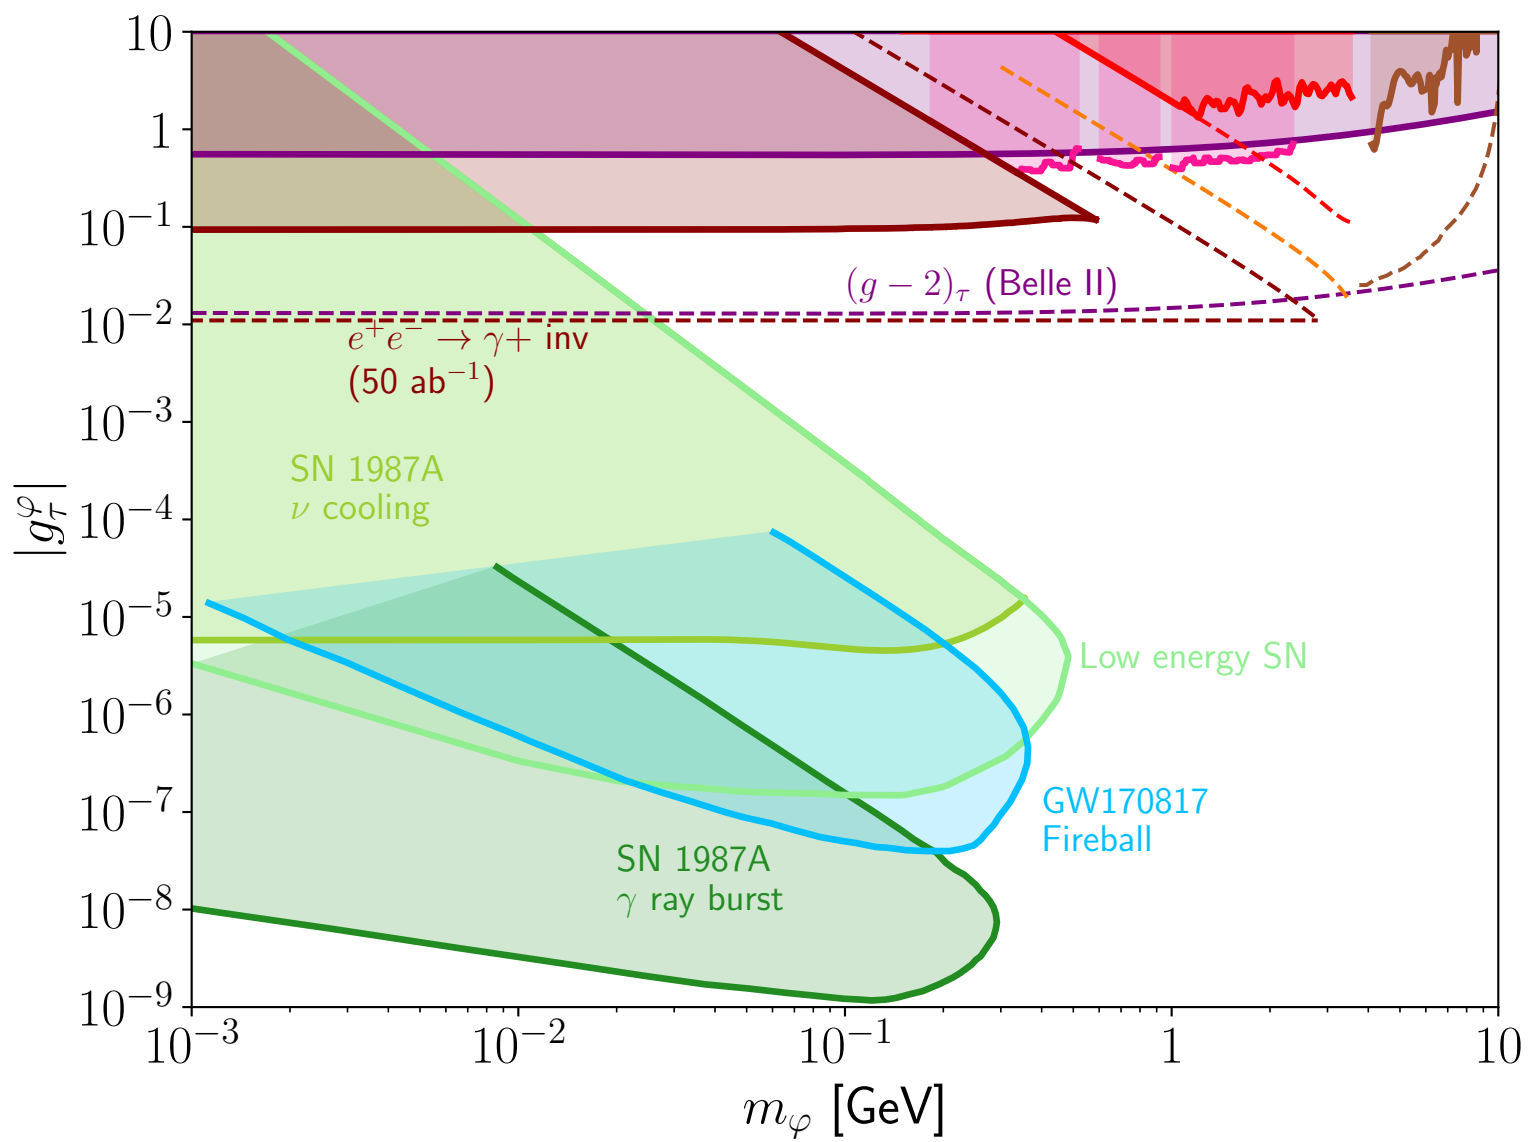 10
1
10⁻¹
10⁻²
10⁻³
10⁻⁴
10⁻⁵
10⁻⁶
10⁻⁷
10⁻⁸
10⁻⁹
|g_τ^φ|
(g − 2)_τ (Belle II)
e⁺e⁻ → γ+ inv
(50 ab⁻¹)
SN 1987A
ν cooling
Low energy SN
GW170817
Fireball
SN 1987A
γ ray burst
10⁻³ 10⁻² 10⁻¹ 1 10
m_φ [GeV]